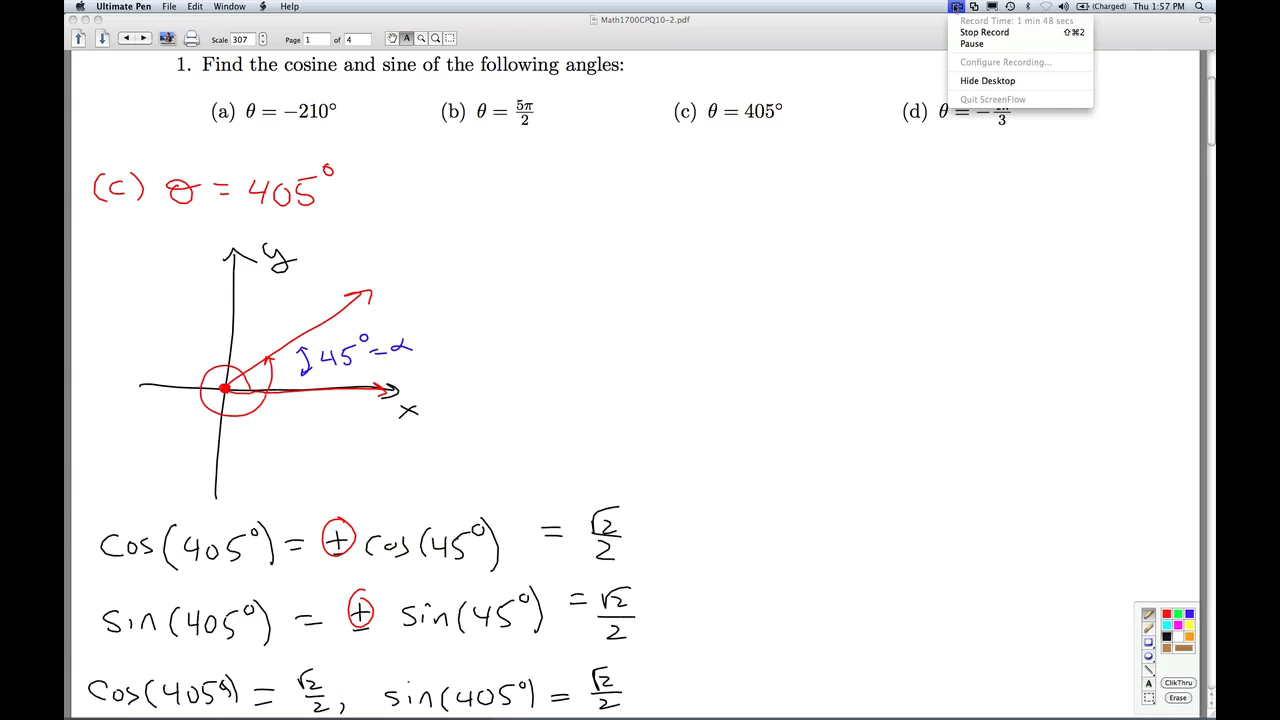 Ultimate Pen File Edit Window Help (Charged) Thu 1:57 PM
Math1700CPQ10-2.pdf
Record Time: 1 min 48 secs
Stop Record ⇧⌘2
Pause
Configure Recording...
Hide Desktop
Quit ScreenFlow
Scale 307 Page 1 of 4
1. Find the cosine and sine of the following angles:
(a) θ = −210° (b) θ = 5π/2 (c) θ = 405° (d) θ = −/3
(c) θ = 405°
y
45° = α
x
cos(405°) = + cos(45°) = √2/2
sin(405°) = + sin(45°) = √2/2
cos(405°) = √2/2, sin(405°) = √2/2
ClikThru
A
Erase